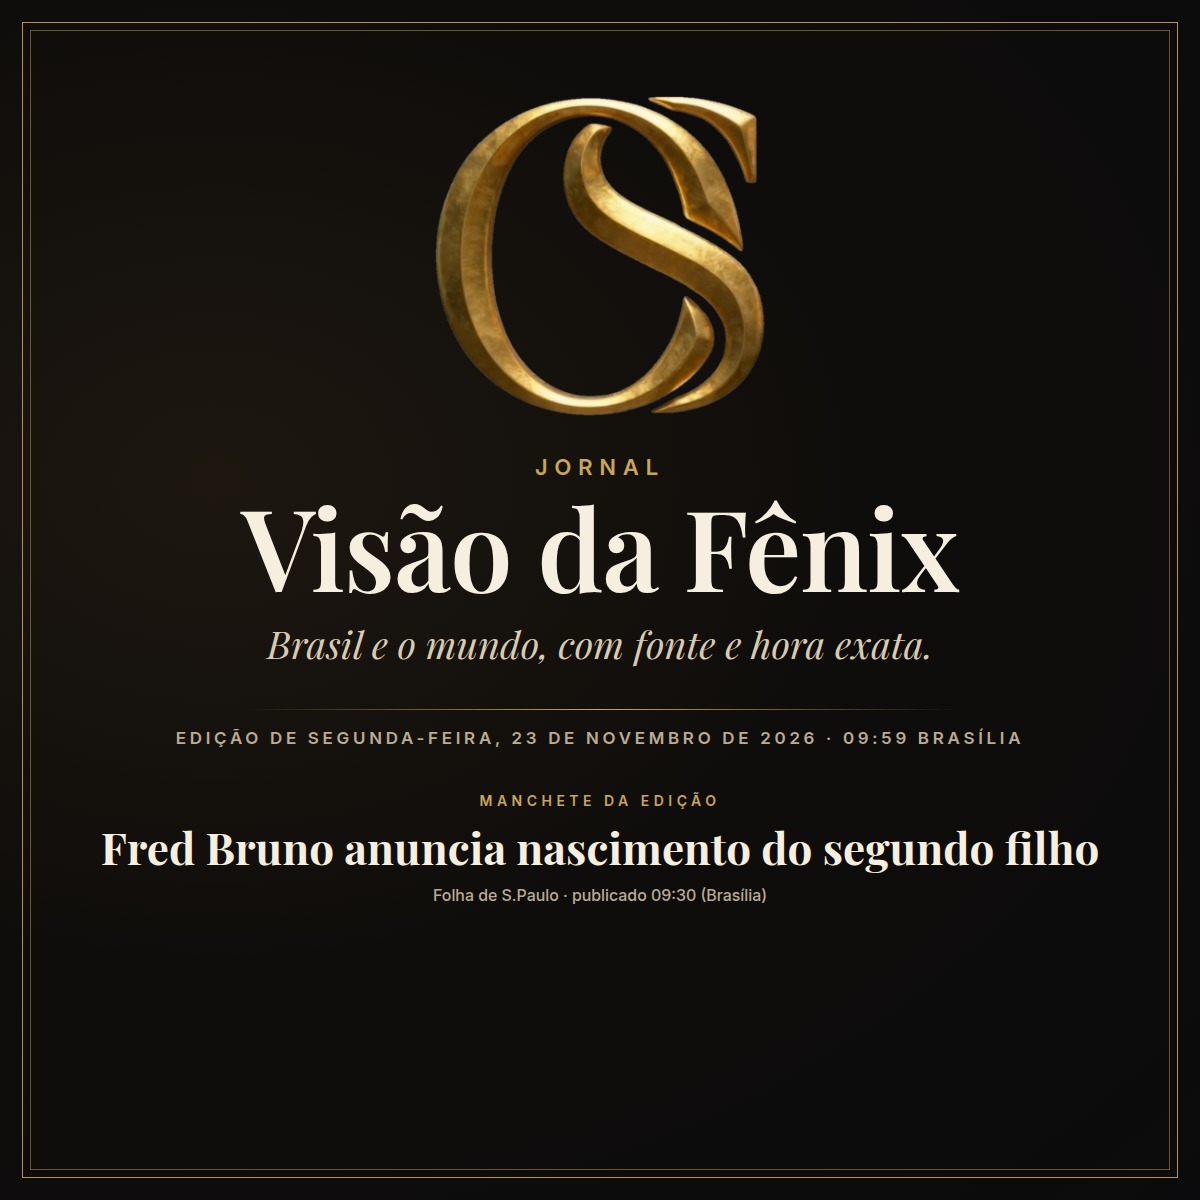 CS
JORNAL
Visão da Fênix
Brasil e o mundo, com fonte e hora exata.
EDIÇÃO DE SEGUNDA-FEIRA, 23 DE NOVEMBRO DE 2026 · 09:59 BRASÍLIA
MANCHETE DA EDIÇÃO
Fred Bruno anuncia nascimento do segundo filho
Folha de S.Paulo · publicado 09:30 (Brasília)